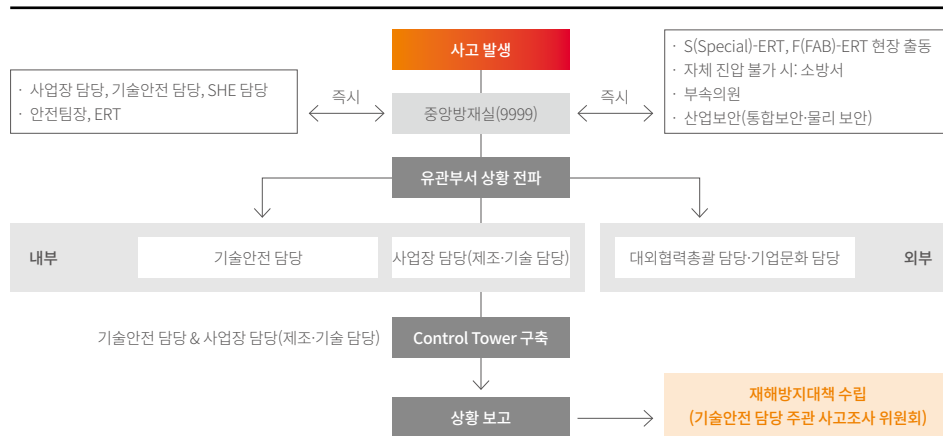 사고 발생
· 사업장 담당, 기술안전 담당, SHE 담당
· 안전팀장, ERT
즉시
중앙방재실(9999)
즉시
· S(Special)-ERT, F(FAB)-ERT 현장 출동
· 자체 진압 불가 시: 소방서
· 부속의원
· 산업보안(통합보안·물리 보안)
유관부서 상황 전파
내부
기술안전 담당
사업장 담당(제조·기술 담당)
대외협력총괄 담당·기업문화 담당
외부
기술안전 담당 & 사업장 담당(제조·기술 담당)
Control Tower 구축
상황 보고
재해방지대책 수립
(기술안전 담당 주관 사고조사 위원회)